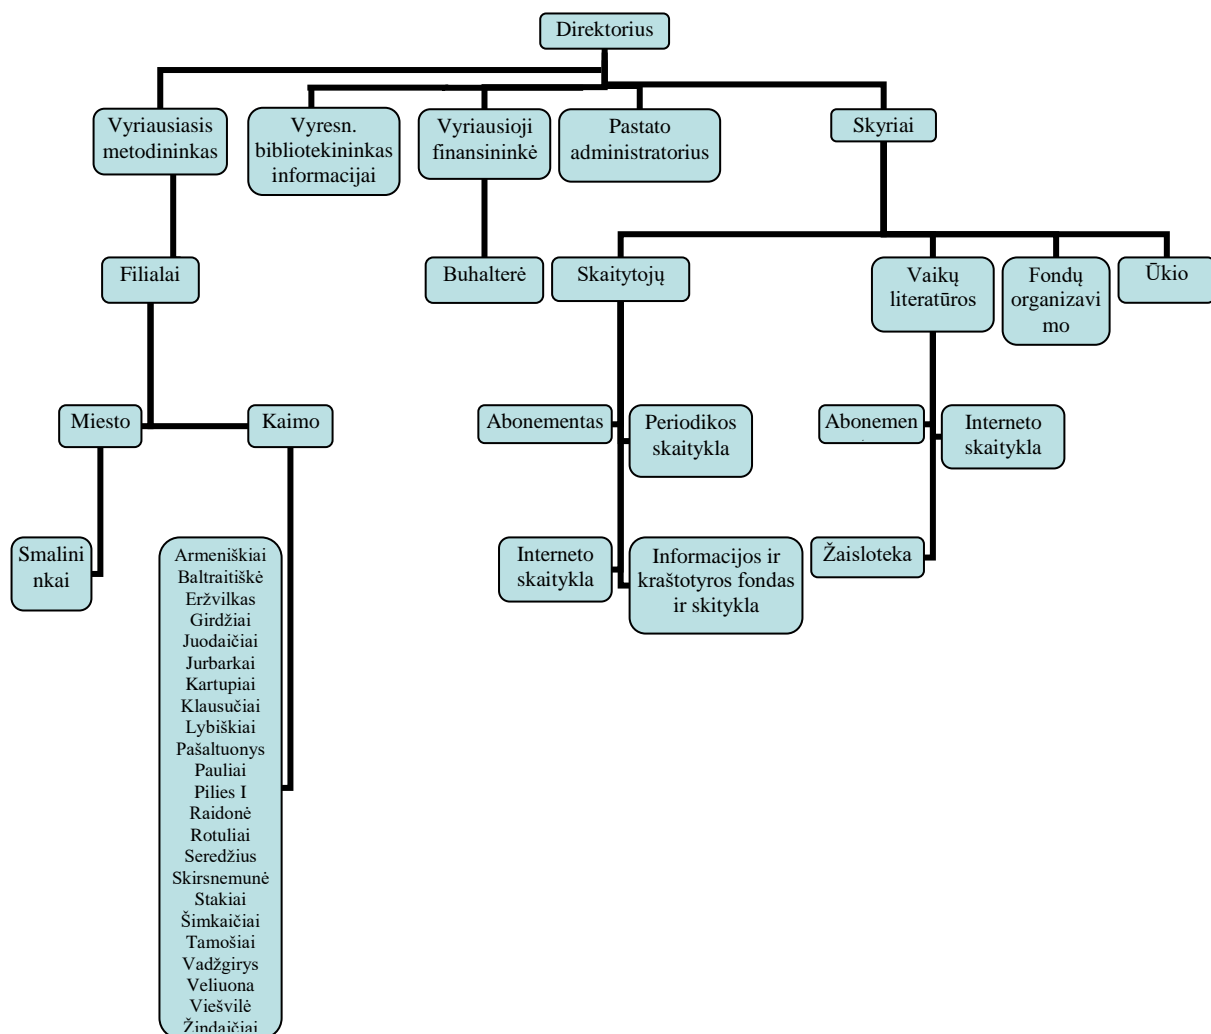 Direktorius
Vyriausiasis
metodininkas
Vyresn.
bibliotekininkas
informacijai
Vyriausioji
finansininkė
Pastato
administratorius
Skyriai
Filialai
Buhalterė
Skaitytojų
Vaikų
literatūros
Fondų
organizavi
mo
Ūkio
Miesto
Kaimo
Abonementas
Periodikos
skaitykla
Abonemen
Interneto
skaitykla
Smalini
nkai
Armeniškiai
Baltraitiškė
Eržvilkas
Girdžiai
Juodaičiai
Jurbarkai
Kartupiai
Klausučiai
Lybiškiai
Pašaltuonys
Pauliai
Pilies I
Raidonė
Rotuliai
Seredžius
Skirsnemunė
Stakiai
Šimkaičiai
Tamošiai
Vadžgirys
Veliuona
Viešvilė
Žindaičiai
Interneto
skaitykla
Informacijos ir
kraštotyros fondas
ir skitykla
Žaisloteka